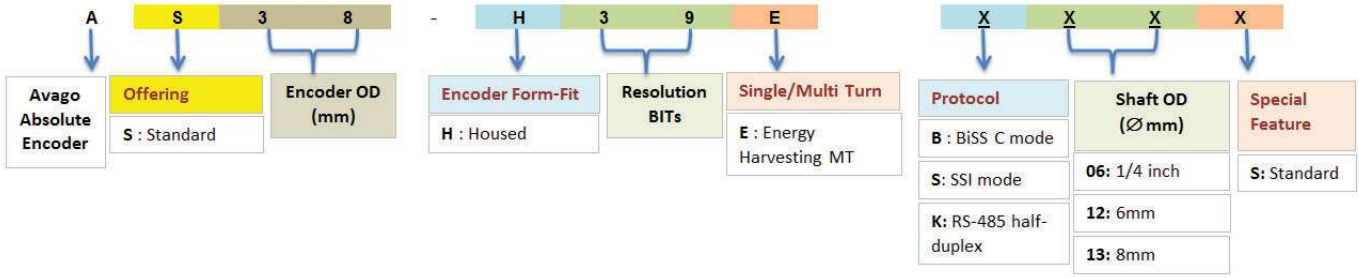 A S 3 8 - H 3 9 E X X X X
Avago
Absolute
Encoder
Offering
S : Standard
Encoder OD
(mm)
Encoder Form-Fit
H : Housed
Resolution
BITs
Single/Multi Turn
E : Energy
Harvesting MT
Protocol
B : BiSS C mode
S: SSI mode
K: RS-485 half-
duplex
Shaft OD
(∅ mm)
06: 1/4 inch
12: 6mm
13: 8mm
Special
Feature
S: Standard